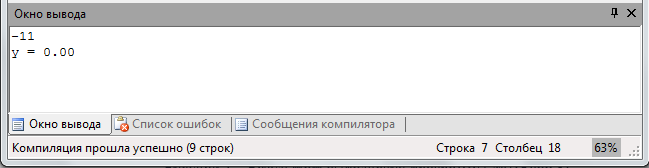 Окно вывода
-11
y = 0.00
Окно вывода Список ошибок Сообщения компилятора
Компиляция прошла успешно (9 строк) Строка 7 Столбец 18 63%